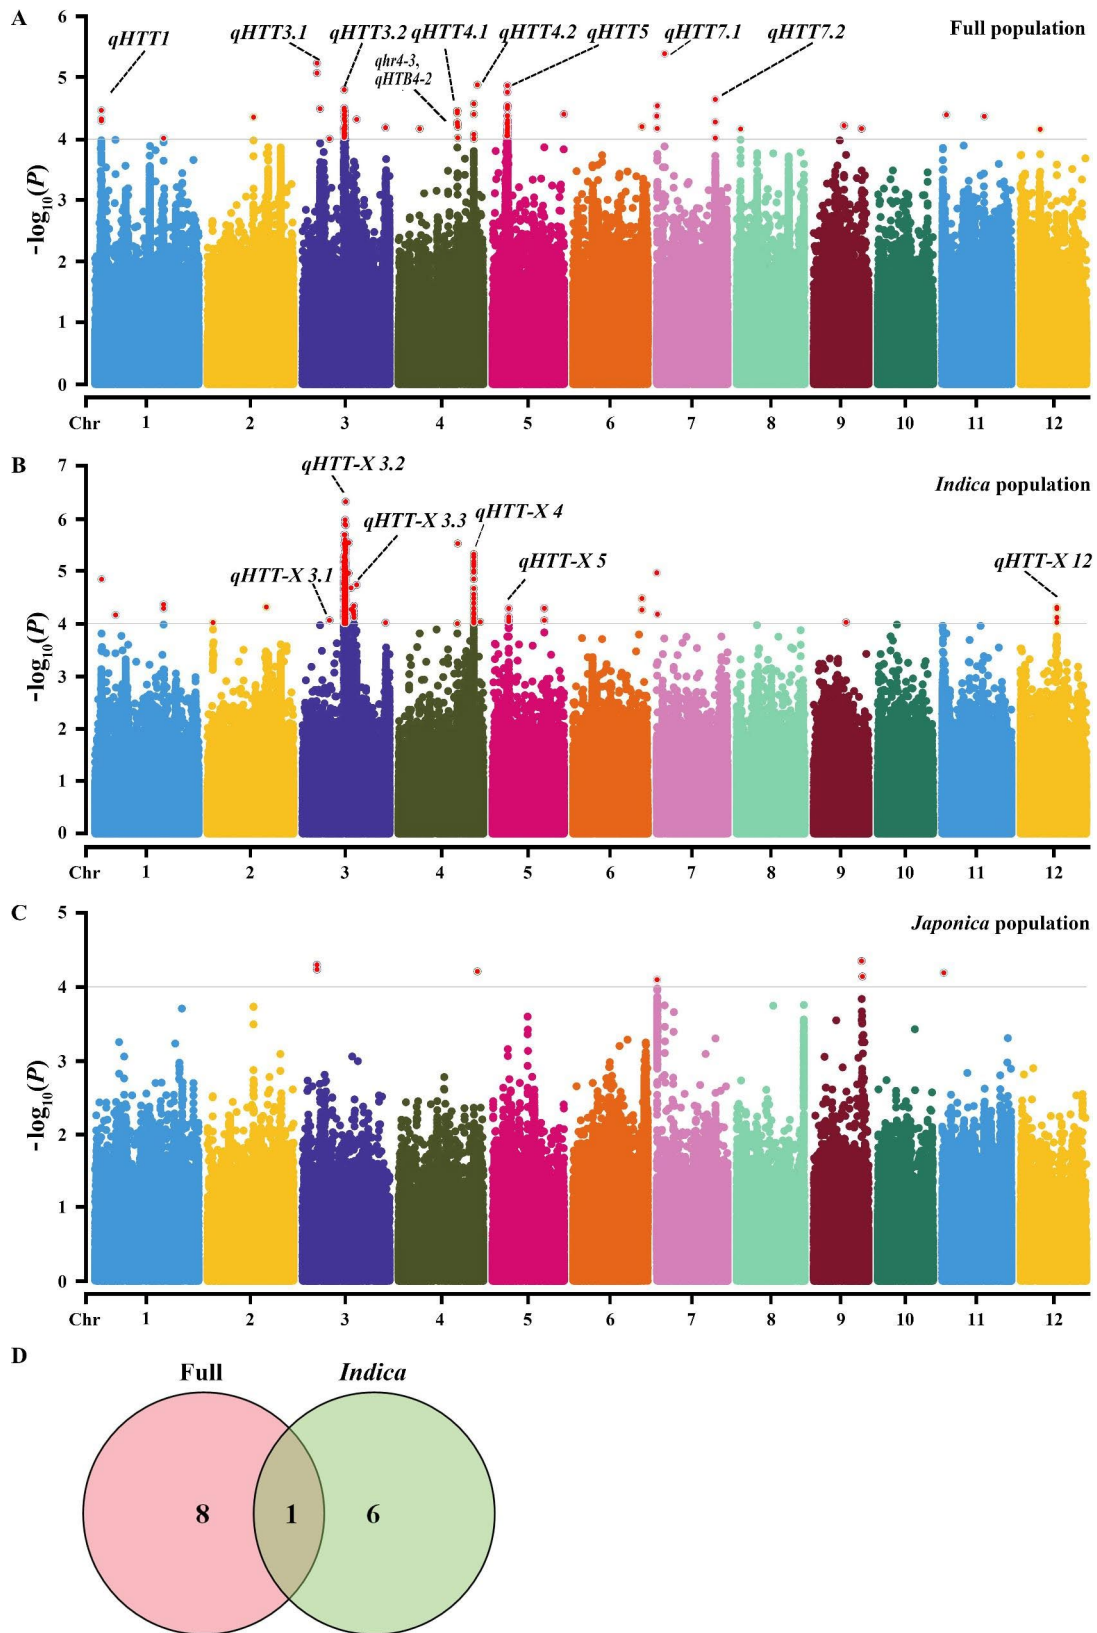 A
Full population
qHTT1
qHTT3.1
qHTT3.2
qHTT4.1
qHTT4.2
qHTT5
qHTT7.1
qHTT7.2
qhr4-3,
qHTB4-2
-log10(P)
6
5
4
3
2
1
0
Chr 1 2 3 4 5 6 7 8 9 10 11 12
B
Indica population
qHTT-X 3.2
qHTT-X 3.3
qHTT-X 4
qHTT-X 3.1
qHTT-X 5
qHTT-X 12
-log10(P)
7
6
5
4
3
2
1
0
Chr 1 2 3 4 5 6 7 8 9 10 11 12
C
Japonica population
-log10(P)
5
4
3
2
1
0
Chr 1 2 3 4 5 6 7 8 9 10 11 12
D
Full Indica
8 1 6